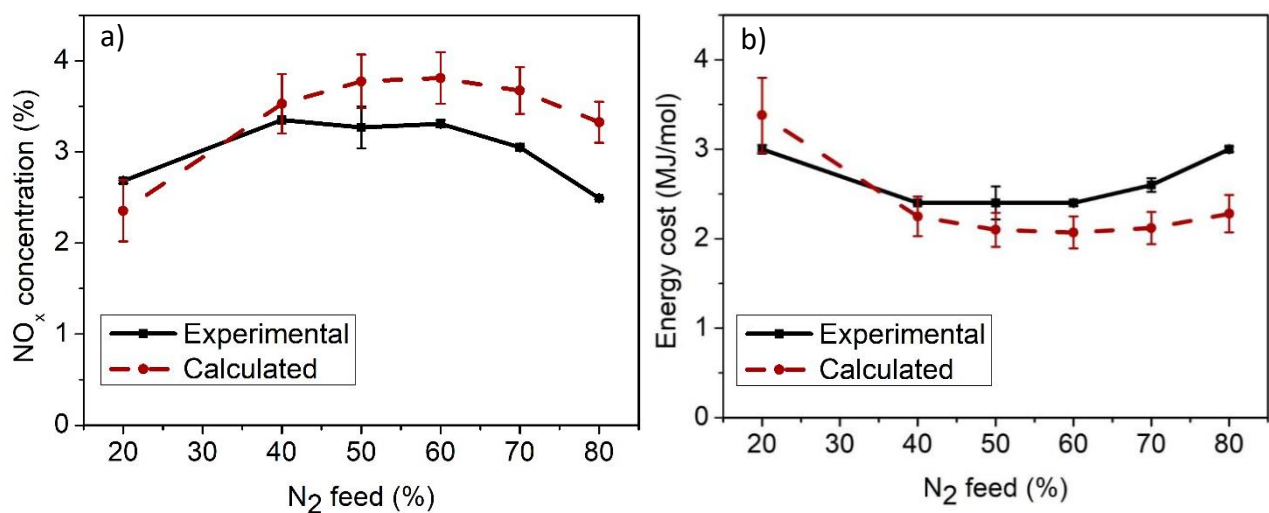 a)
NOx concentration (%)
4
3
2
1
0
Experimental
Calculated
20 30 40 50 60 70 80
N2 feed (%)
b)
Energy cost (MJ/mol)
4
3
2
1
0
Experimental
Calculated
20 30 40 50 60 70 80
N2 feed (%)